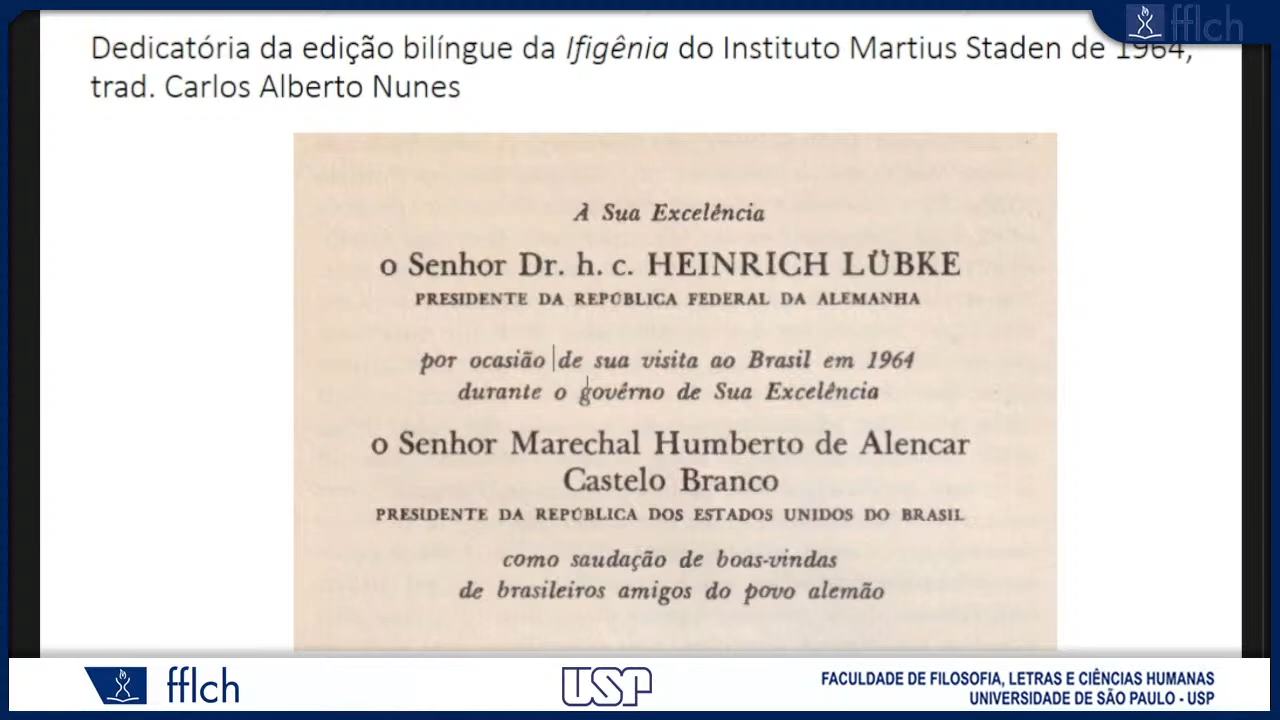 fflch
Dedicatória da edição bilíngue da Ifigênia do Instituto Martius Staden de 1964,
trad. Carlos Alberto Nunes
À Sua Excelência
o Senhor Dr. h. c. HEINRICH LÜBKE
PRESIDENTE DA REPÚBLICA FEDERAL DA ALEMANHA
por ocasião de sua visita ao Brasil em 1964
durante o govêrno de Sua Excelência
o Senhor Marechal Humberto de Alencar
Castelo Branco
PRESIDENTE DA REPÚBLICA DOS ESTADOS UNIDOS DO BRASIL
como saudação de boas-vindas
de brasileiros amigos do povo alemão
fflch
USP
FACULDADE DE FILOSOFIA, LETRAS E CIÊNCIAS HUMANAS
UNIVERSIDADE DE SÃO PAULO - USP